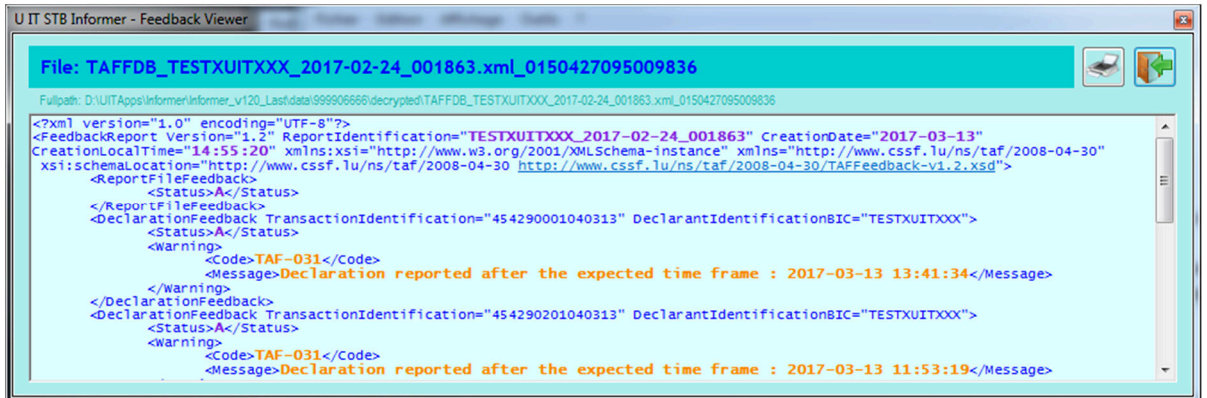 U IT STB Informer - Feedback Viewer
File: TAFFDB_TESTXUITXXX_2017-02-24_001863.xml_0150427095009836
Fullpath: D:\UITApps\Informer\Informer_v120_Last\data\999906666\decrypted\TAFFDB_TESTXUITXXX_2017-02-24_001863.xml_0150427095009836
<?xml version="1.0" encoding="UTF-8"?>
<FeedbackReport Version="1.2" ReportIdentification="TESTXUITXXX_2017-02-24_001863" CreationDate="2017-03-13"
CreationLocalTime="14:55:20" xmlns:xsi="http://www.w3.org/2001/XMLSchema-instance" xmlns="http://www.cssf.lu/ns/taf/2008-04-30"
xsi:schemaLocation="http://www.cssf.lu/ns/taf/2008-04-30 http://www.cssf.lu/ns/taf/2008-04-30/TAFFeedback-v1.2.xsd">
<ReportFileFeedback>
<Status>A</Status>
</ReportFileFeedback>
<DeclarationFeedback TransactionIdentification="454290001040313" DeclarantIdentificationBIC="TESTXUITXXX">
<Status>A</Status>
<Warning>
<Code>TAF-031</Code>
<Message>Declaration reported after the expected time frame : 2017-03-13 13:41:34</Message>
</Warning>
</DeclarationFeedback>
<DeclarationFeedback TransactionIdentification="454290201040313" DeclarantIdentificationBIC="TESTXUITXXX">
<Status>A</Status>
<Warning>
<Code>TAF-031</Code>
<Message>Declaration reported after the expected time frame : 2017-03-13 11:53:19</Message>